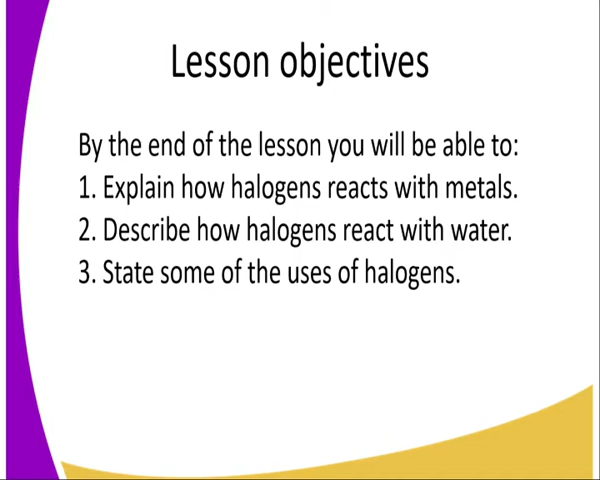 Lesson objectives
By the end of the lesson you will be able to:
1. Explain how halogens reacts with metals.
2. Describe how halogens react with water.
3. State some of the uses of halogens.